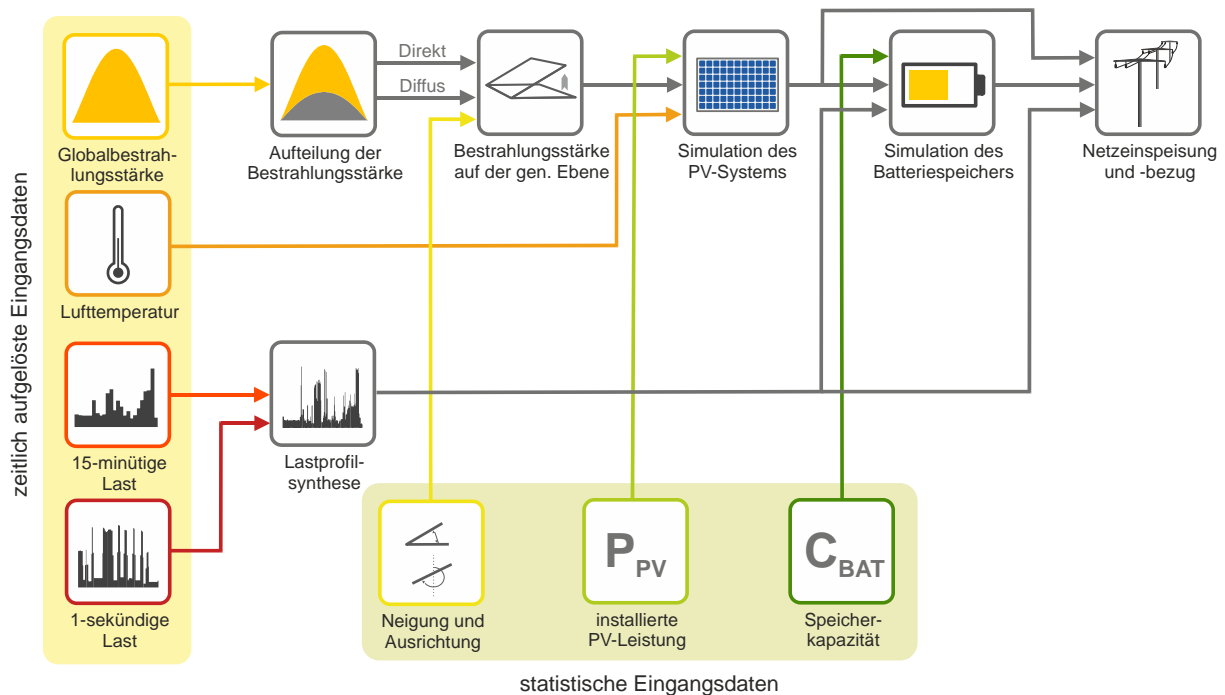 Direkt
Diffus
Globalbestrah-
lungsstärke
Aufteilung der
Bestrahlungsstärke
Bestrahlungsstärke
auf der gen. Ebene
Simulation des
PV-Systems
Simulation des
Batteriespeichers
Netzeinspeisung
und -bezug
zeitlich aufgelöste Eingangsdaten
Lufttemperatur
15-minütige
Last
Lastprofil-
synthese
1-sekündige
Last
P PV
C BAT
Neigung und
Ausrichtung
installierte
PV-Leistung
Speicher-
kapazität
statistische Eingangsdaten